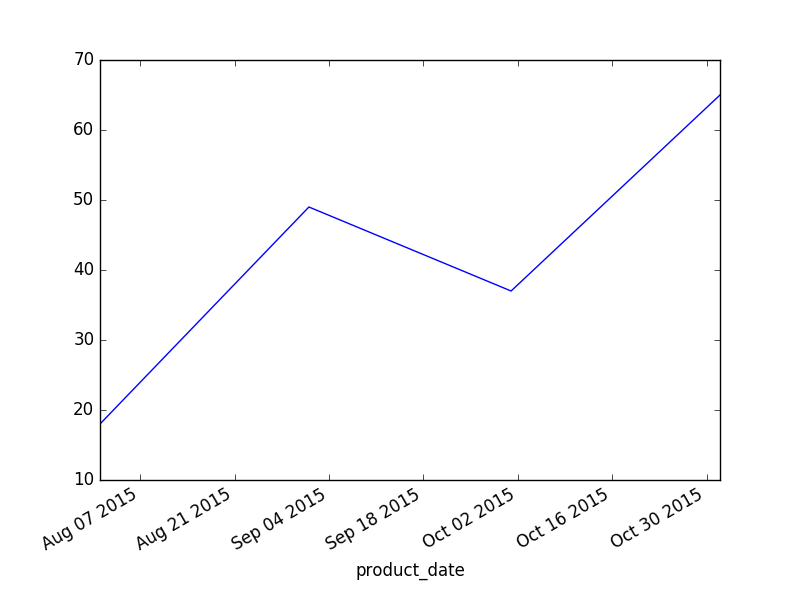 70
60
50
40
30
20
10
Aug 07 2015
Aug 21 2015
Sep 04 2015
Sep 18 2015
Oct 02 2015
Oct 16 2015
Oct 30 2015
product_date